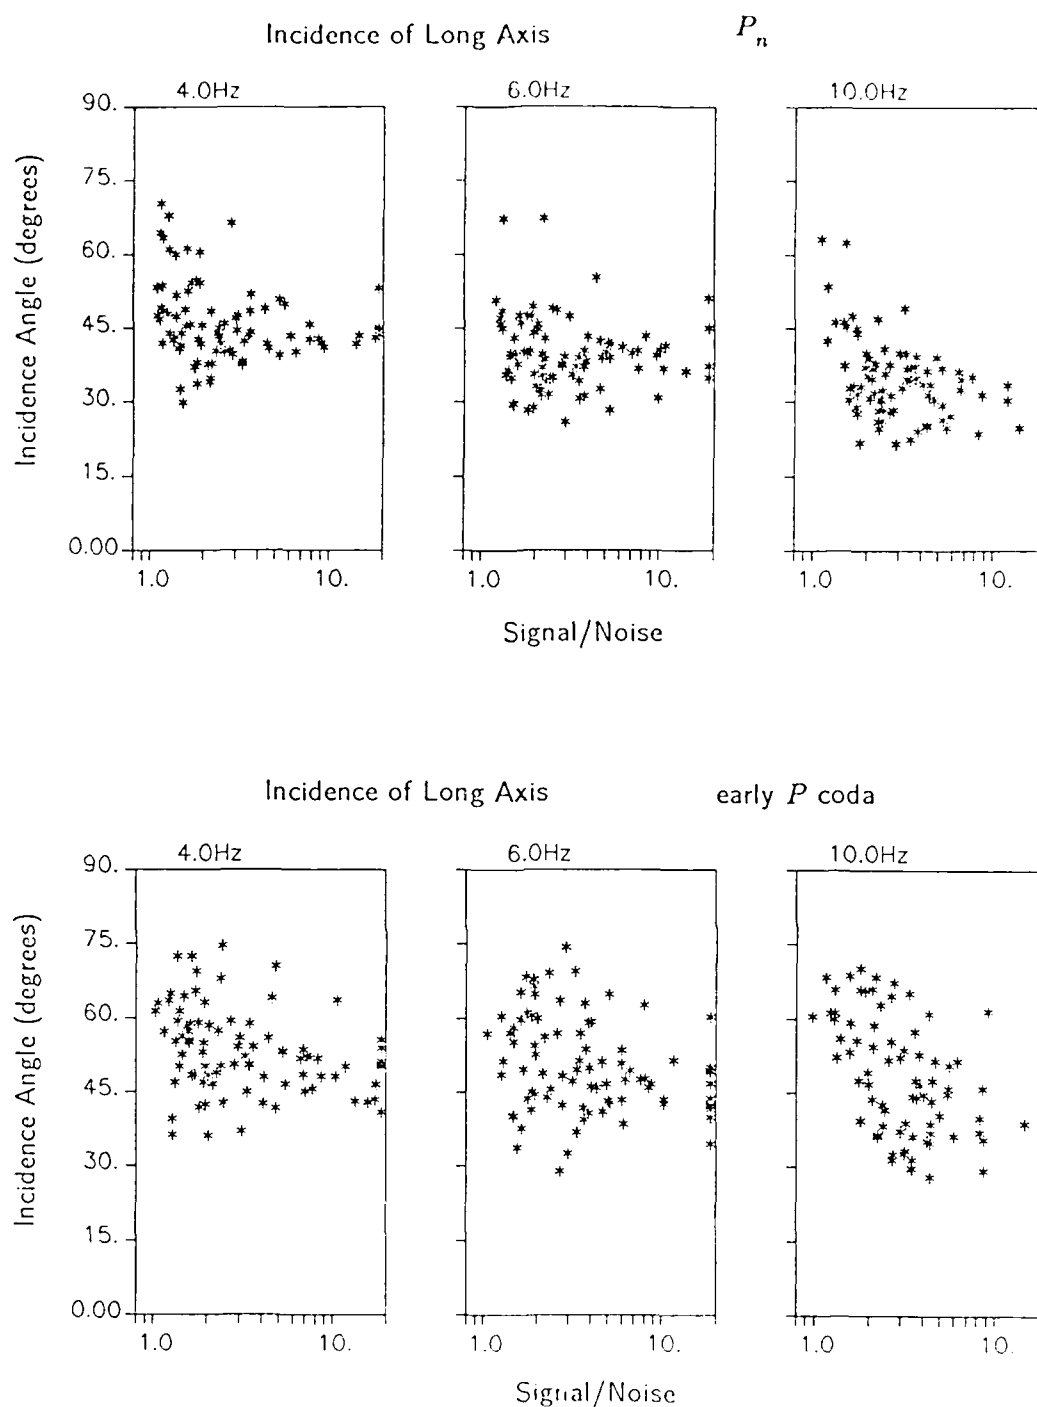 Incidence of Long Axis Pn
4.0Hz 6.0Hz 10.0Hz
Incidence Angle (degrees)
90.
75.
60.
45.
30.
15.
0.00
1.0 10. 1.0 10. 1.0 10.
Signal/Noise
Incidence of Long Axis early P coda
4.0Hz 6.0Hz 10.0Hz
Incidence Angle (degrees)
90.
75.
60.
45.
30.
15.
0.00
1.0 10. 1.0 10. 1.0 10.
Signal/Noise